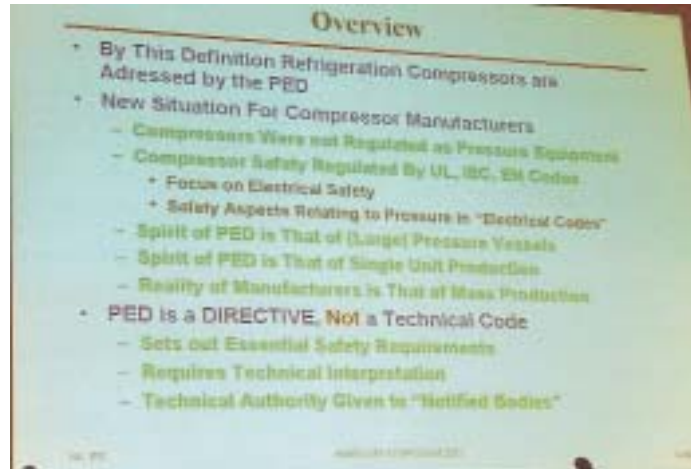 Overview
• By This Definition Refrigeration Compressors are
Adressed by the PED
• New Situation For Compressor Manufacturers
– Compressors Were not Regulated as Pressure Equipment
– Compressor Safety Regulated By UL, IEC, EN Codes
• Focus on Electrical Safety
• Safety Aspects Relating to Pressure in "Electrical Codes"
– Spirit of PED is That of (Large) Pressure Vessels
– Spirit of PED is That of Single Unit Production
– Reality of Manufacturers is That of Mass Production
• PED is a DIRECTIVE, Not a Technical Code
– Sets out Essential Safety Requirements
– Requires Technical Interpretation
– Technical Authority Given to "Notified Bodies"